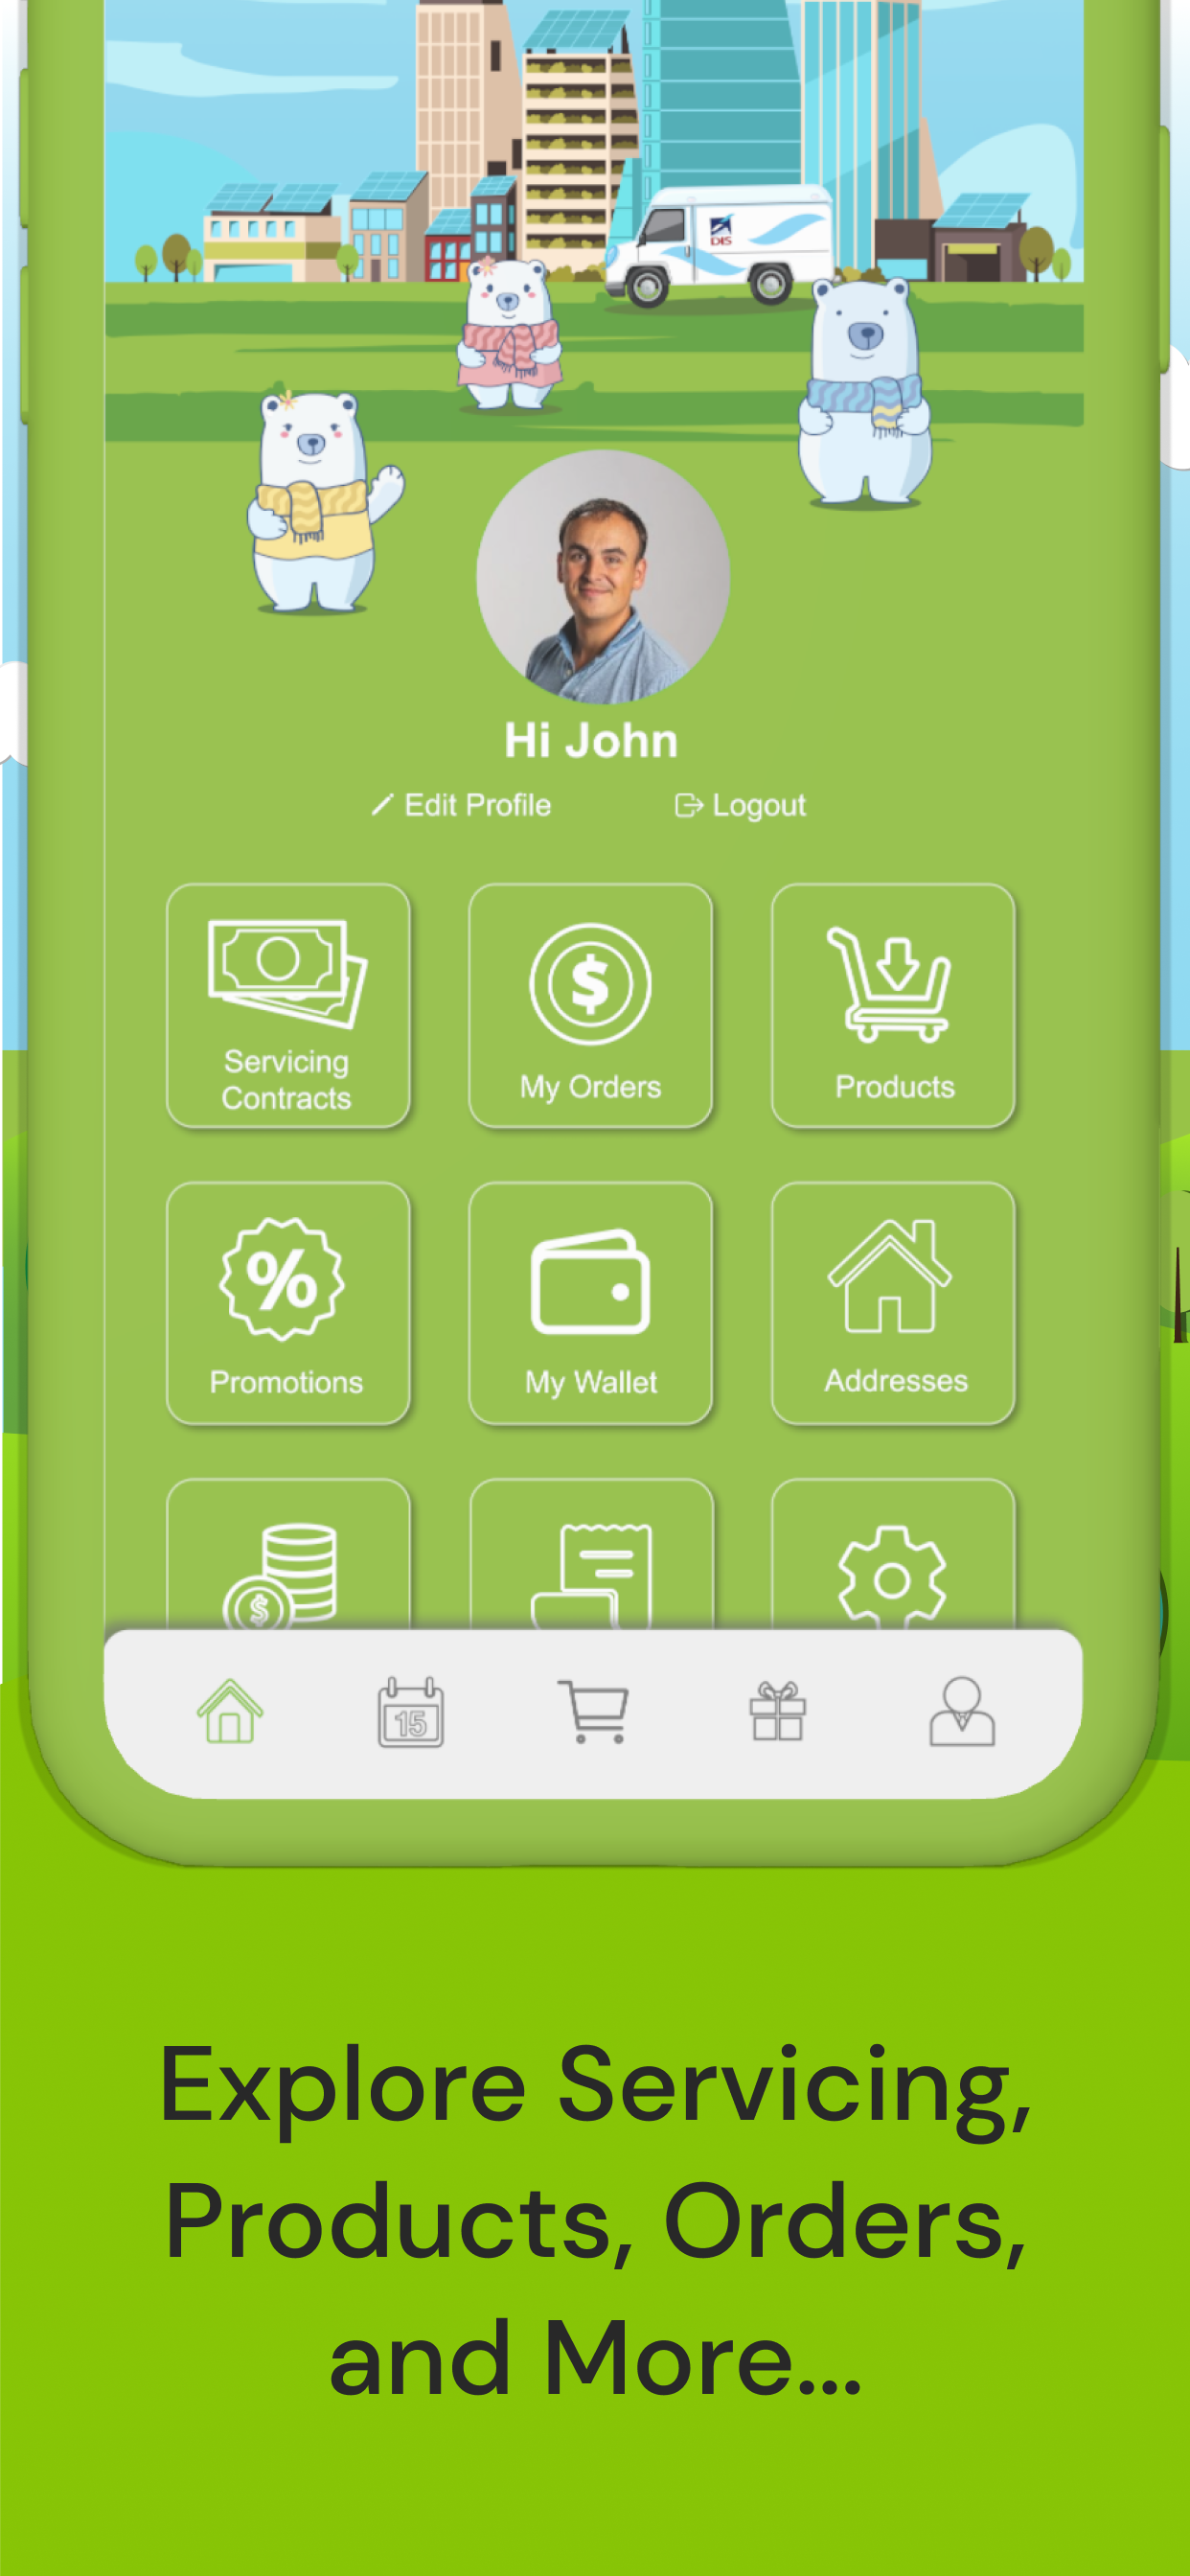 DIS
Hi John
Edit Profile
Logout
Servicing
Contracts
My Orders
Products
Promotions
My Wallet
Addresses
15
Explore Servicing,
Products, Orders,
and More...